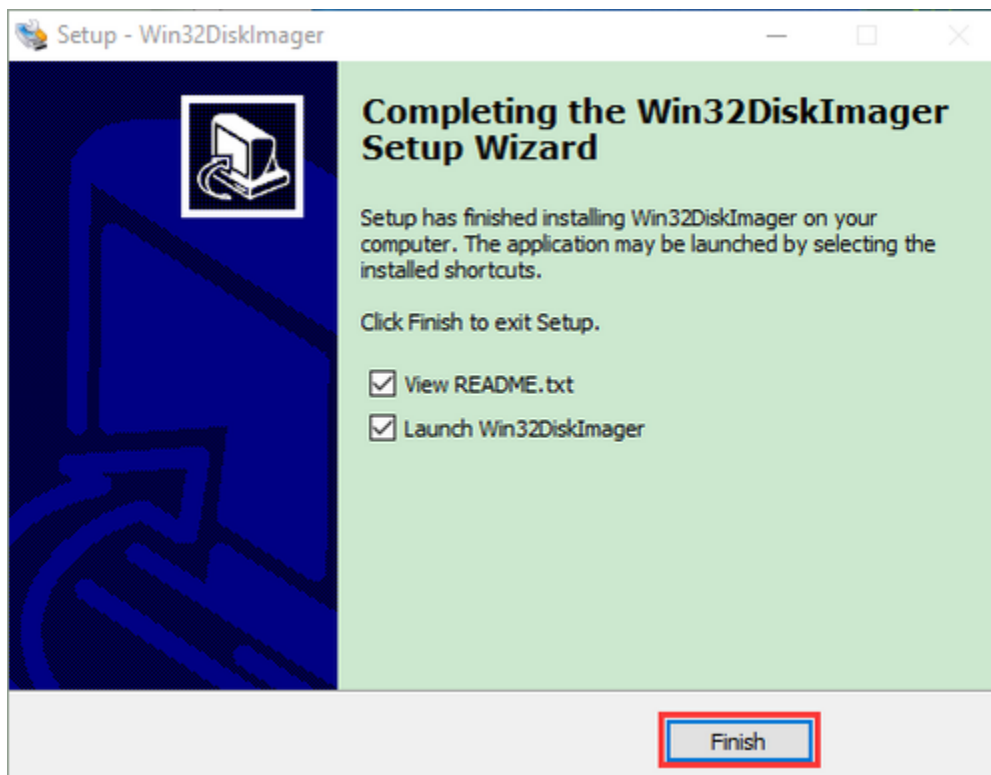 Setup - Win32DiskImager
Completing the Win32DiskImager
Setup Wizard
Setup has finished installing Win32DiskImager on your
computer. The application may be launched by selecting the
installed shortcuts.
Click Finish to exit Setup.
View README.txt
Launch Win32DiskImager
Finish